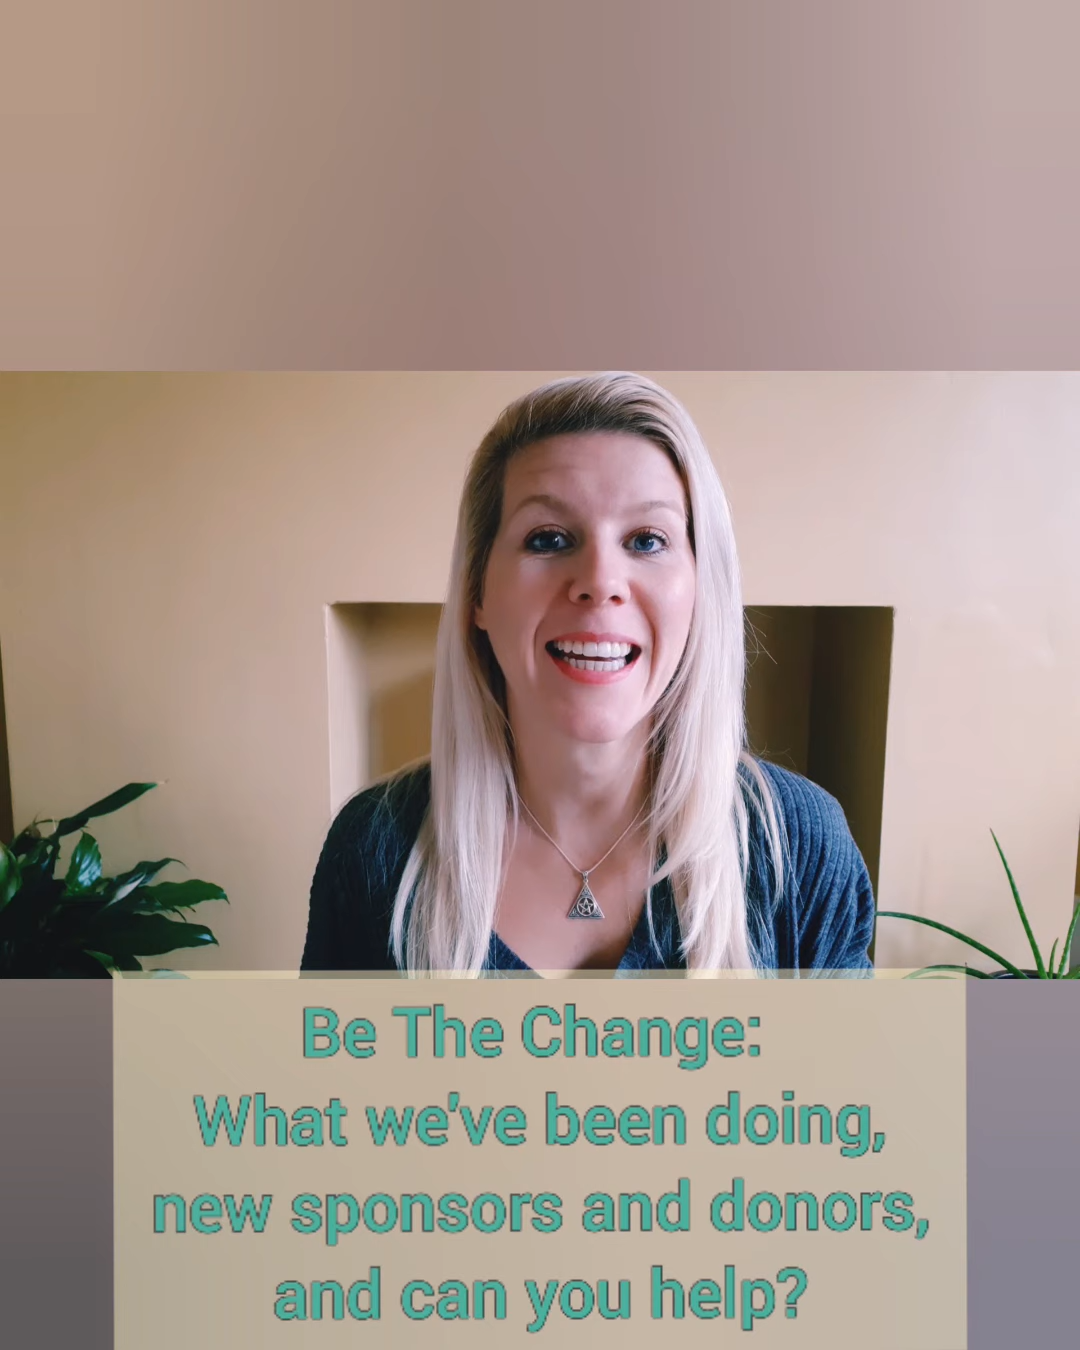 Be The Change:
What we've been doing,
new sponsors and donors,
and can you help?